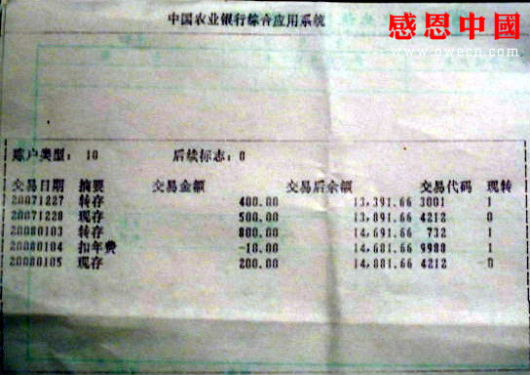 中国农业银行综合应用系统
感恩中國
www.owecn.com
账户类型： 10 后续标志：0
交易日期 摘要 交易金额 交易后余额 交易代码 现转
20071227 转存 400.00 13,391.66 3001 1
20071228 现存 500.00 13,891.66 4212 0
20080103 转存 800.00 14,691.66 732 1
20080104 扣年费 -10.00 14,681.66 9980 1
20080105 现存 200.00 14,881.66 4212 0